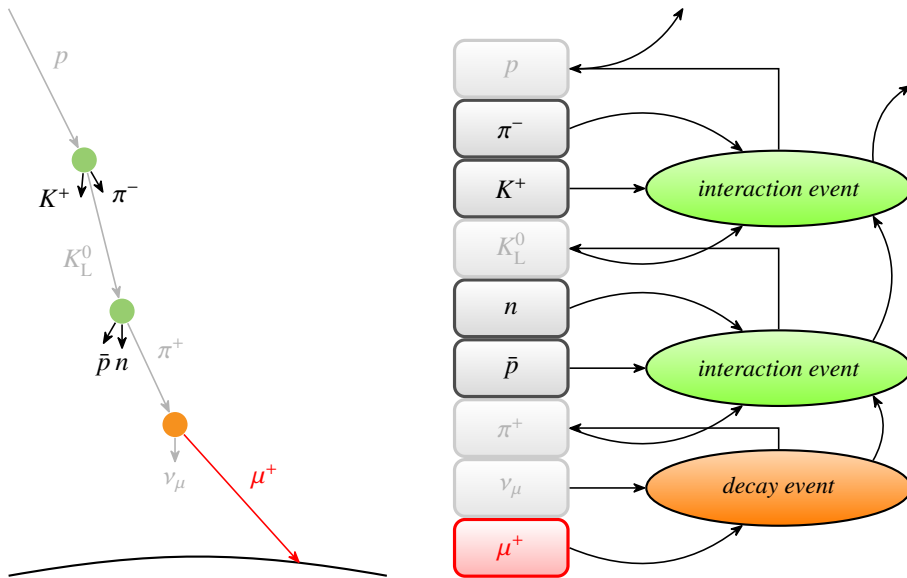 p
K⁺ π⁻
K⁰_L
p̄ n π⁺
ν_μ μ⁺
p
π⁻
K⁺ interaction event
K⁰_L
n
p̄ interaction event
π⁺
ν_μ decay event
μ⁺